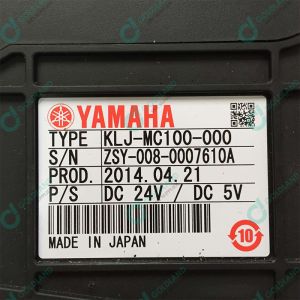 YAMAHA
TYPE KLJ-MC100-000
S/N ZSY-008-0007610A
PROD. 2014.04.21
P/S DC 24V / DC 5V
MADE IN JAPAN
10